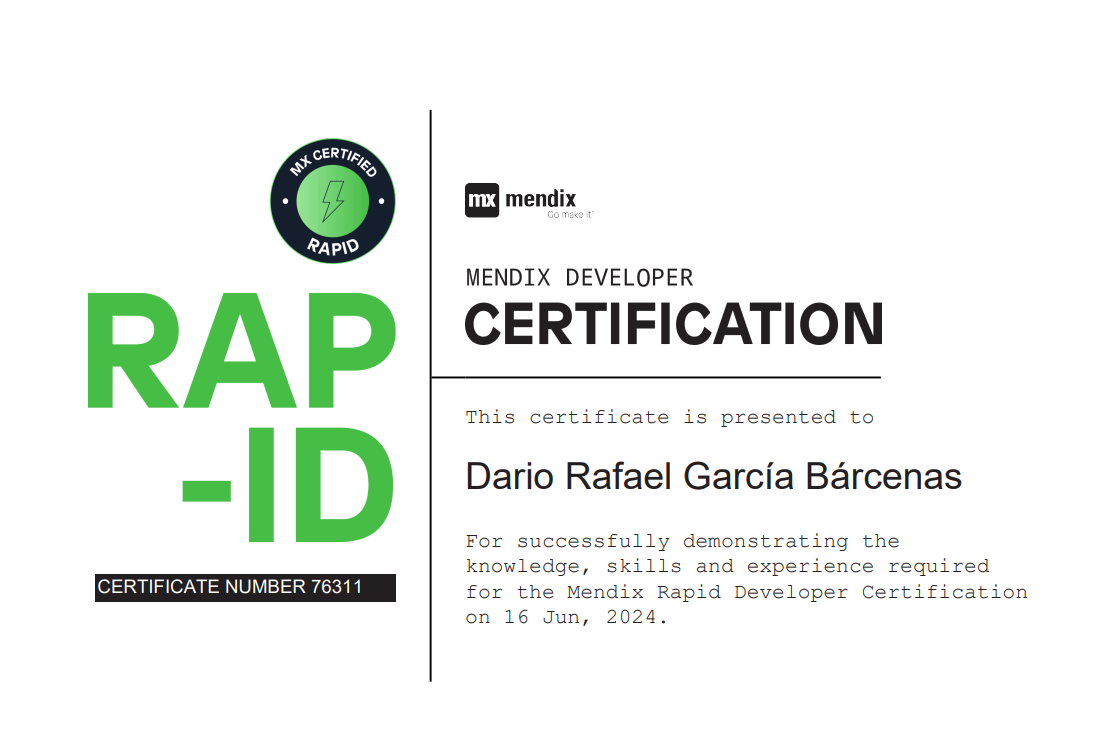 MX CERTIFIED
RAPID
RAP
-ID
CERTIFICATE NUMBER 76311
mx mendix
Go make it™
MENDIX DEVELOPER
CERTIFICATION
This certificate is presented to
Dario Rafael García Bárcenas
For successfully demonstrating the
knowledge, skills and experience required
for the Mendix Rapid Developer Certification
on 16 Jun, 2024.